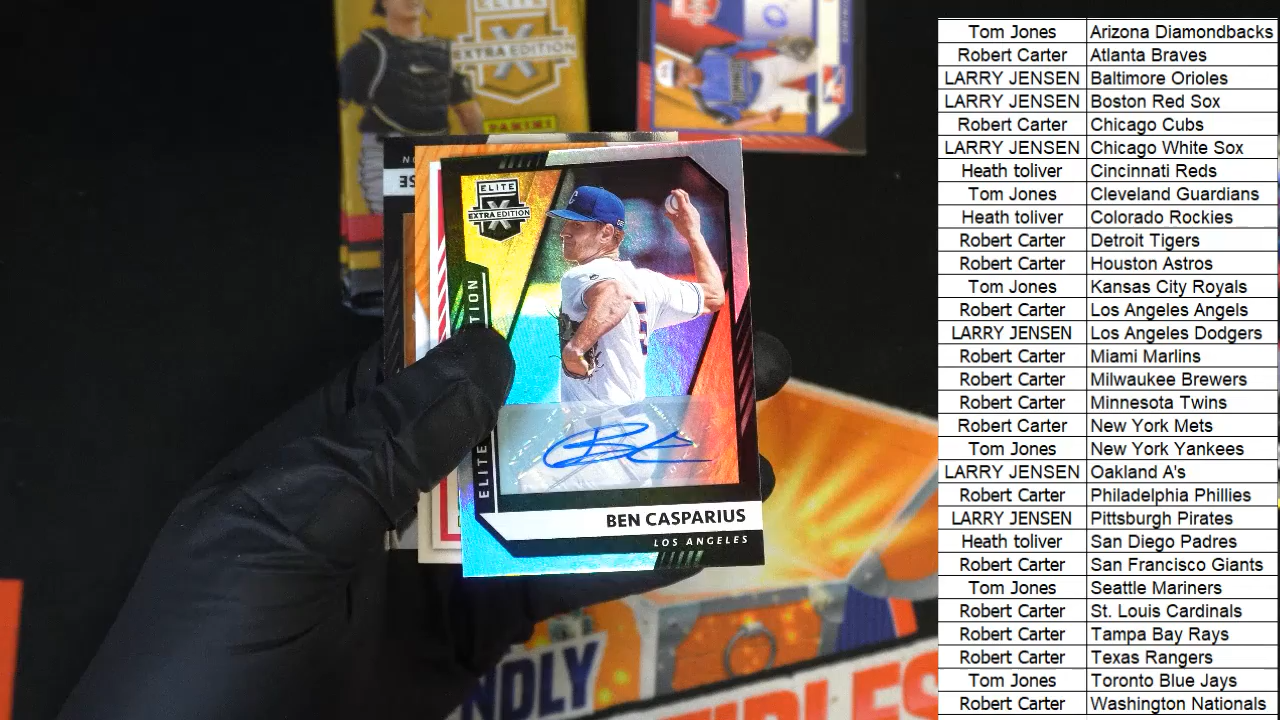 ELITE
X
EXTRA EDITION
PANINI
ELITE
EXTRA EDITION
ELITE
TION
BEN CASPARIUS
LOS ANGELES
NDLY
Tom Jones Arizona Diamondbacks
Robert Carter Atlanta Braves
LARRY JENSEN Baltimore Orioles
LARRY JENSEN Boston Red Sox
Robert Carter Chicago Cubs
LARRY JENSEN Chicago White Sox
Heath toliver Cincinnati Reds
Tom Jones Cleveland Guardians
Heath toliver Colorado Rockies
Robert Carter Detroit Tigers
Robert Carter Houston Astros
Tom Jones Kansas City Royals
Robert Carter Los Angeles Angels
LARRY JENSEN Los Angeles Dodgers
Robert Carter Miami Marlins
Robert Carter Milwaukee Brewers
Robert Carter Minnesota Twins
Robert Carter New York Mets
Tom Jones New York Yankees
LARRY JENSEN Oakland A's
Robert Carter Philadelphia Phillies
LARRY JENSEN Pittsburgh Pirates
Heath toliver San Diego Padres
Robert Carter San Francisco Giants
Tom Jones Seattle Mariners
Robert Carter St. Louis Cardinals
Robert Carter Tampa Bay Rays
Robert Carter Texas Rangers
Tom Jones Toronto Blue Jays
Robert Carter Washington Nationals